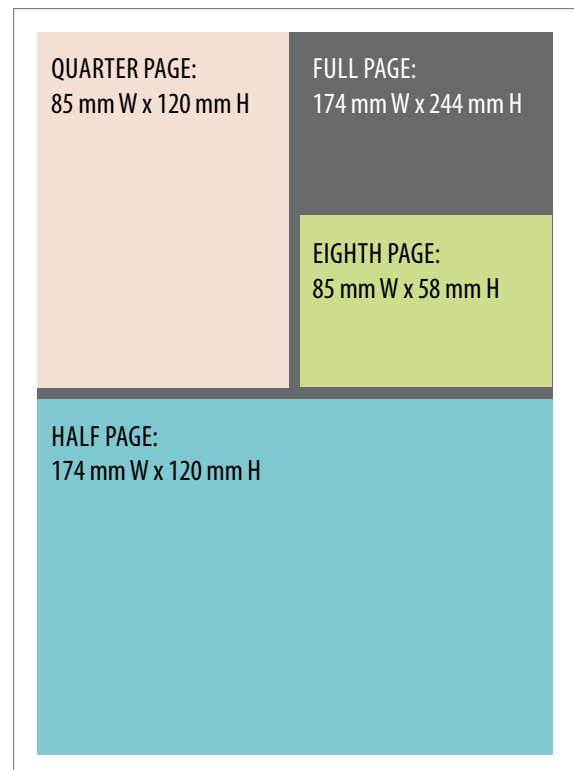 QUARTER PAGE:
85 mm W x 120 mm H
FULL PAGE:
174 mm W x 244 mm H
EIGHTH PAGE:
85 mm W x 58 mm H
HALF PAGE:
174 mm W x 120 mm H